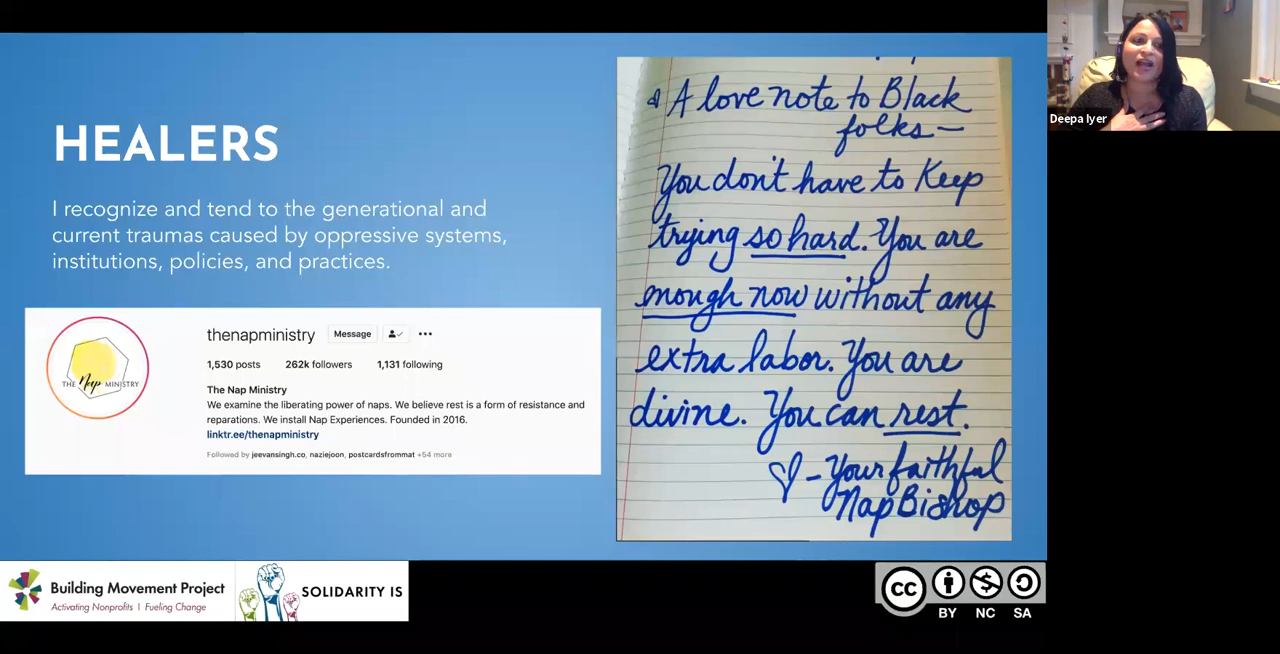 HEALERS
I recognize and tend to the generational and
current traumas caused by oppressive systems,
institutions, policies, and practices.
THE Nap MINISTRY
thenapministry Message •••
1,530 posts 262k followers 1,131 following
The Nap Ministry
We examine the liberating power of naps. We believe rest is a form of resistance and
reparations. We install Nap Experiences. Founded in 2016.
linktr.ee/thenapministry
Followed by jeevansingh.co, naziejoon, postcardsfrommat +54 more
A love note to Black
folks—
You don't have to Keep
trying so hard. You are
enough now without any
extra labor. You are
divine. You can rest.
– Your faithful
Nap Bishop
Deepa Iyer
Building Movement Project
Activating Nonprofits | Fueling Change
SOLIDARITY IS
CC
BY NC SA